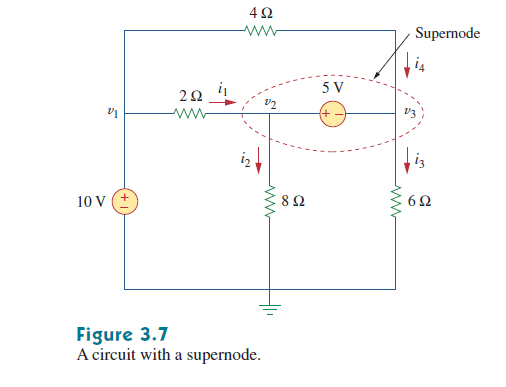 4 Ω
Supernode
i4
2 Ω
i1
5 V
v1
v2
+ −
v3
i2
i3
10 V
+
−
8 Ω
6 Ω
Figure 3.7
A circuit with a supernode.